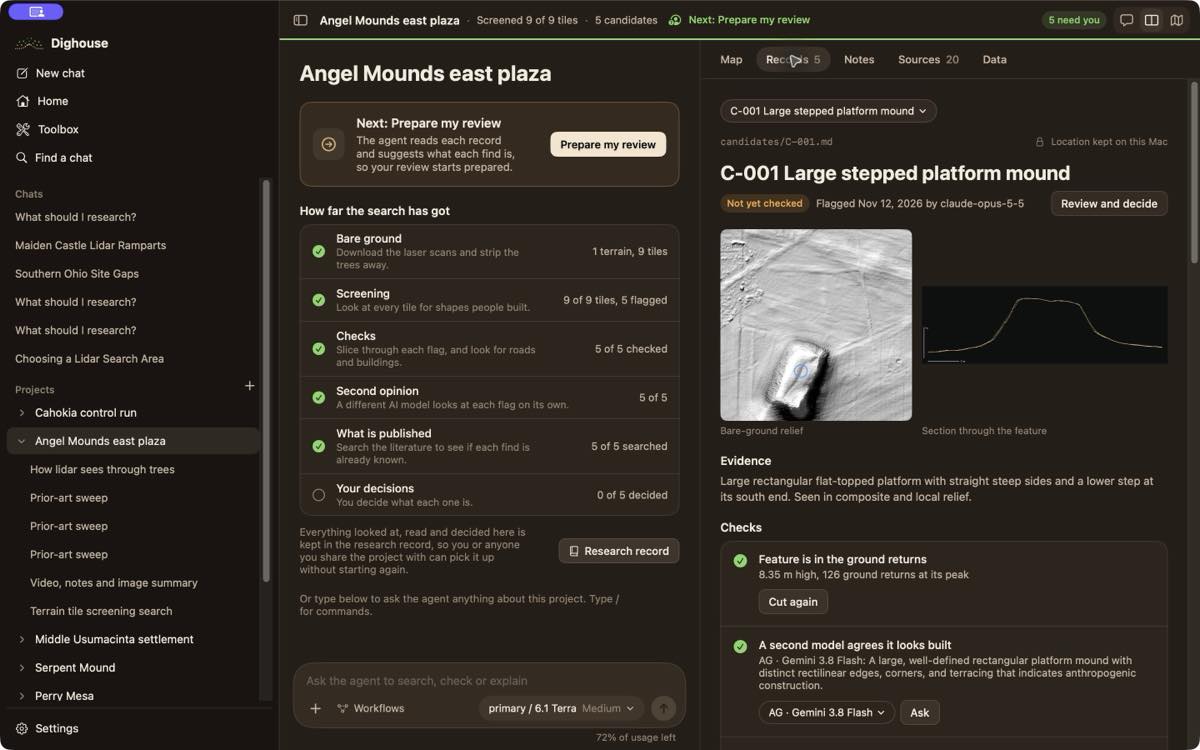 Dighouse
New chat
Home
Toolbox
Find a chat
Chats
What should I research?
Maiden Castle Lidar Ramparts
Southern Ohio Site Gaps
What should I research?
What should I research?
Choosing a Lidar Search Area
Projects
Cahokia control run
Angel Mounds east plaza
How lidar sees through trees
Prior-art sweep
Prior-art sweep
Prior-art sweep
Video, notes and image summary
Terrain tile screening search
Middle Usumacinta settlement
Serpent Mound
Perry Mesa
Settings
Angel Mounds east plaza · Screened 9 of 9 tiles · 5 candidates Next: Prepare my review
5 need you
Angel Mounds east plaza
Next: Prepare my review
The agent reads each record
and suggests what each find is,
so your review starts prepared.
Prepare my review
How far the search has got
Bare ground
Download the laser scans and strip the
trees away.
1 terrain, 9 tiles
Screening
Look at every tile for shapes people built.
9 of 9 tiles, 5 flagged
Checks
Slice through each flag, and look for roads
and buildings.
5 of 5 checked
Second opinion
A different AI model looks at each flag on its own.
5 of 5
What is published
Search the literature to see if each find is
already known.
5 of 5 searched
Your decisions
You decide what each one is.
0 of 5 decided
Everything looked at, read and decided here is
kept in the research record, so you or anyone
you share the project with can pick it up
without starting again.
Research record
Or type below to ask the agent anything about this project. Type /
for commands.
Ask the agent to search, check or explain
Workflows
primary / 6.1 Terra Medium
72% of usage left
Map Records 5 Notes Sources 20 Data
C-001 Large stepped platform mound
candidates/C-001.md
Location kept on this Mac
C-001 Large stepped platform mound
Not yet checked Flagged Nov 12, 2026 by claude-opus-5-5
Review and decide
Bare-ground relief
Section through the feature
Evidence
Large rectangular flat-topped platform with straight steep sides and a lower step at
its south end. Seen in composite and local relief.
Checks
Feature is in the ground returns
8.35 m high, 126 ground returns at its peak
Cut again
A second model agrees it looks built
AG · Gemini 3.8 Flash: A large, well-defined rectangular platform mound with
distinct rectilinear edges, corners, and terracing that indicates anthropogenic
construction.
AG · Gemini 3.8 Flash
Ask